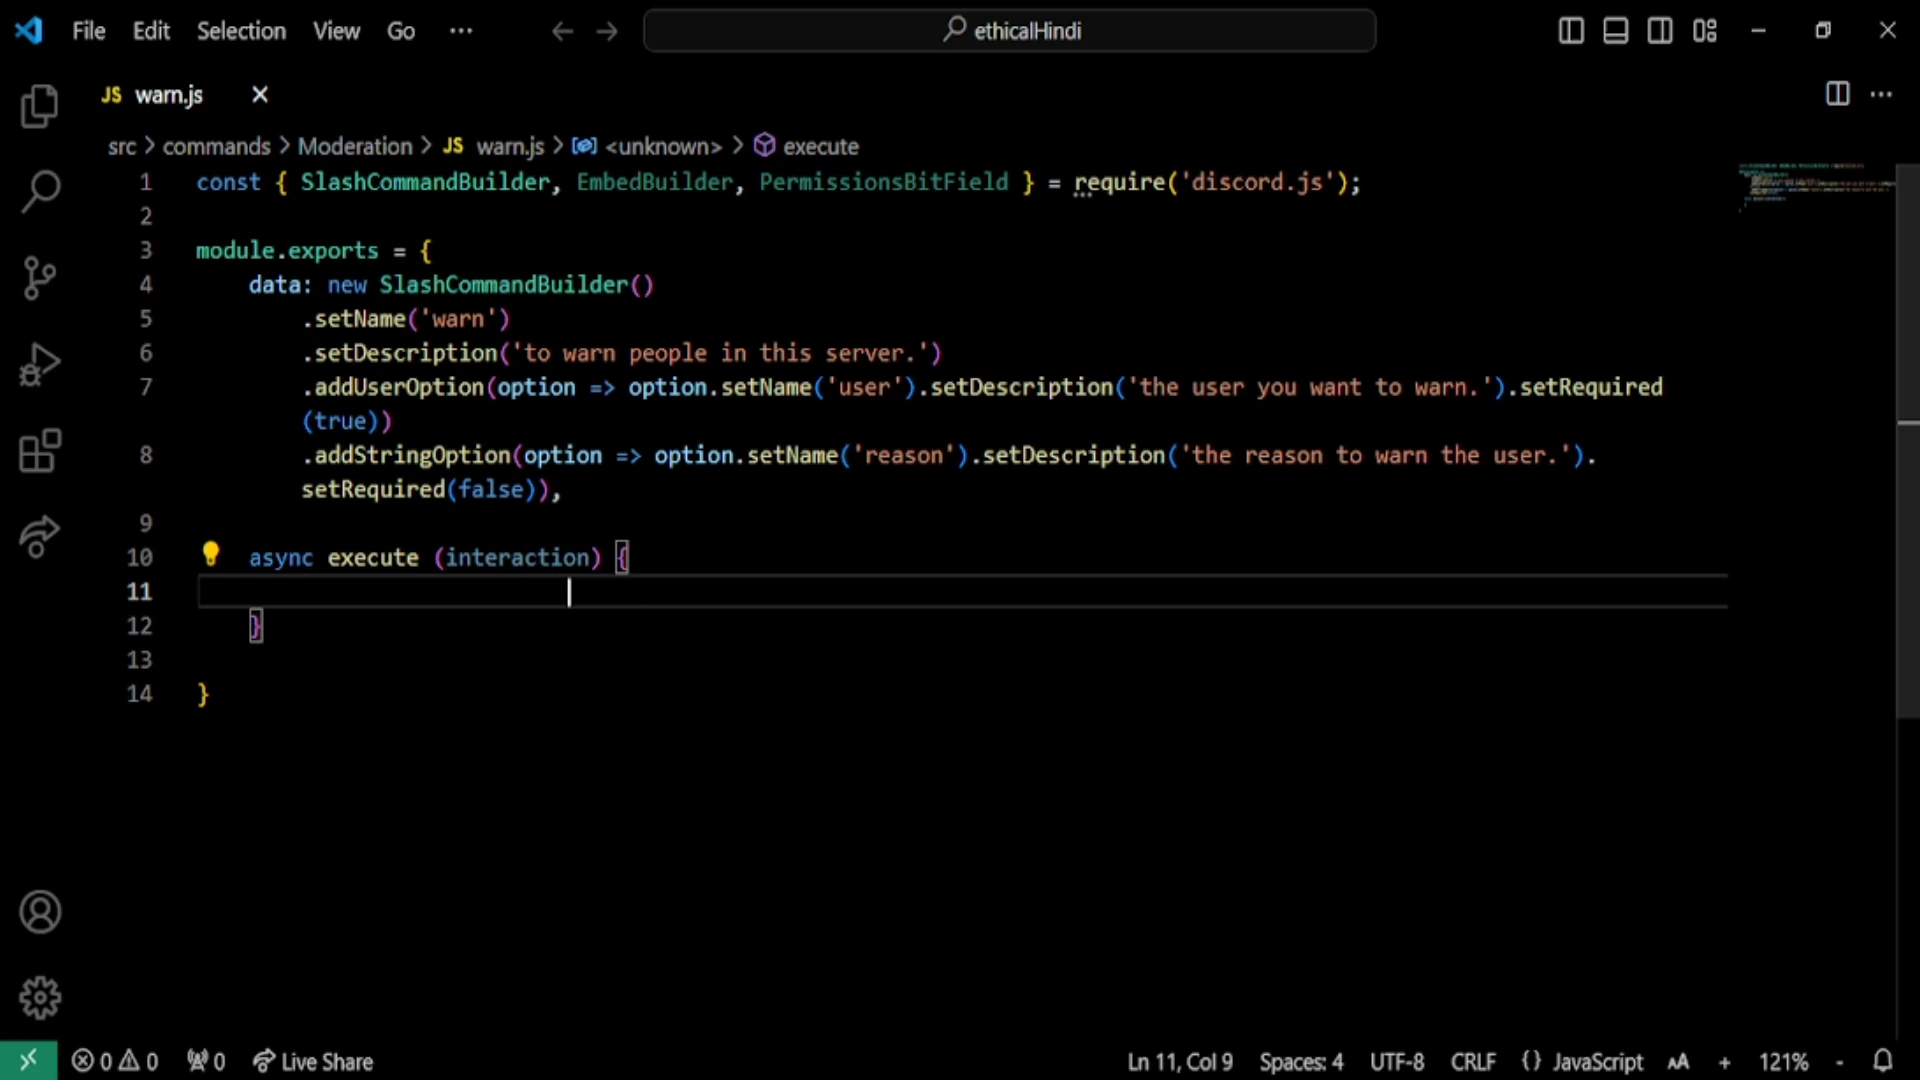 File Edit Selection View Go ··· ethicalHindi
JS warn.js
src > commands > Moderation > JS warn.js > <unknown> > execute
1 const { SlashCommandBuilder, EmbedBuilder, PermissionsBitField } = require('discord.js');
2
3 module.exports = {
4 data: new SlashCommandBuilder()
5 .setName('warn')
6 .setDescription('to warn people in this server.')
7 .addUserOption(option => option.setName('user').setDescription('the user you want to warn.').setRequired
(true))
8 .addStringOption(option => option.setName('reason').setDescription('the reason to warn the user.').
setRequired(false)),
9
10 async execute (interaction) {
11
12 }
13
14 }
0 0 0 Live Share Ln 11, Col 9 Spaces: 4 UTF-8 CRLF {} JavaScript AA + 121% -